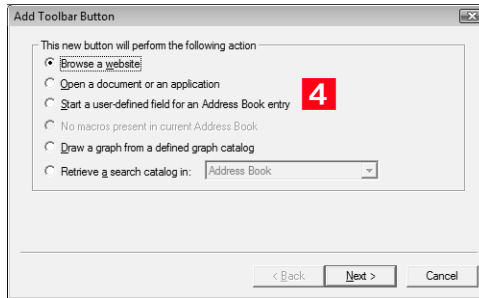 Add Toolbar Button
This new button will perform the following action
Browse a website
Open a document or an application
Start a user-defined field for an Address Book entry
4
No macros present in current Address Book
Draw a graph from a defined graph catalog
Retrieve a search catalog in: Address Book
< Back Next > Cancel